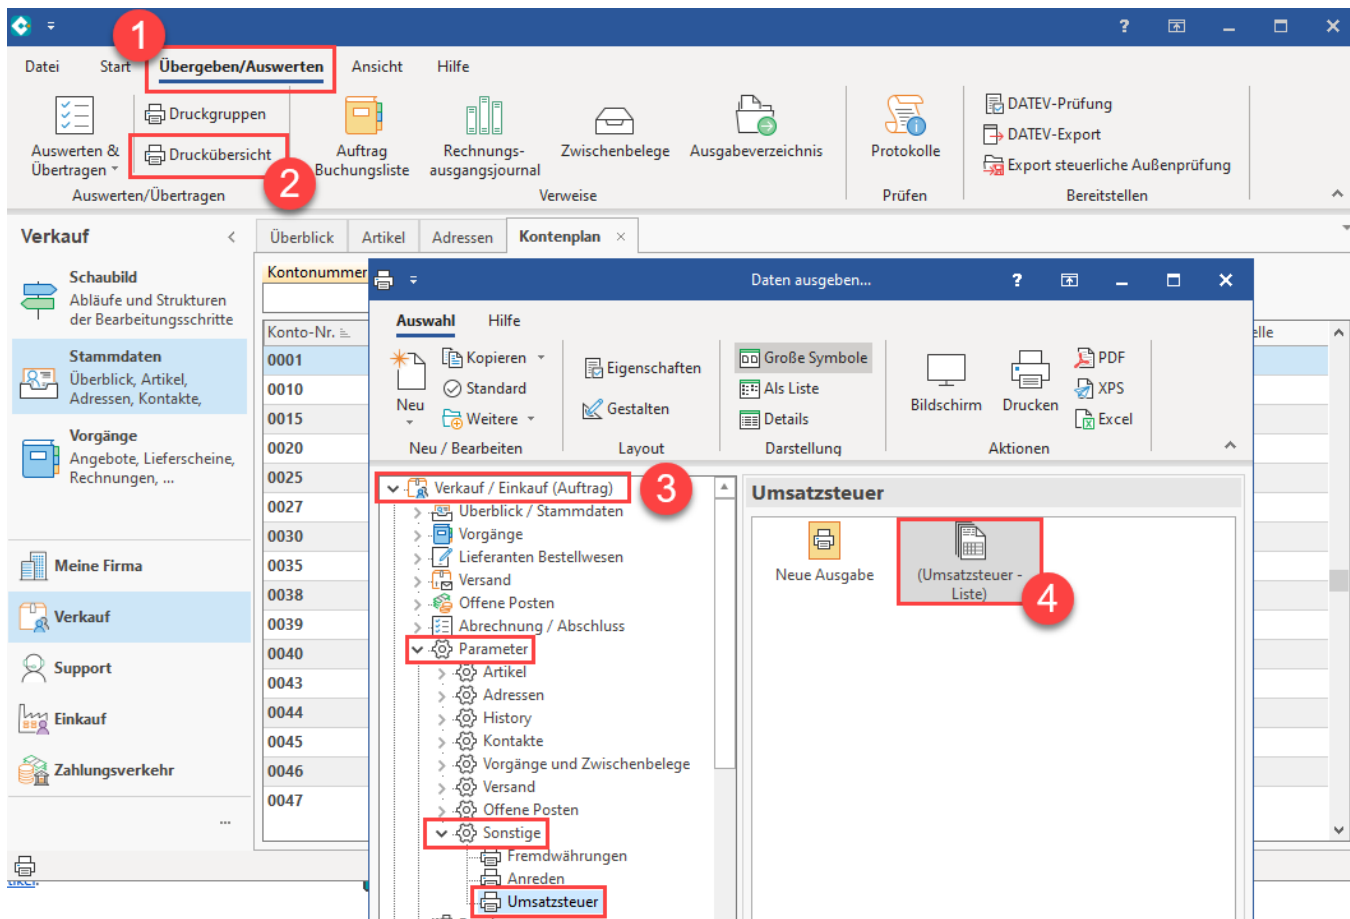 1
Datei Start Übergeben/Auswerten Ansicht Hilfe
Auswerten &
Übertragen
Druckgruppen
Druckübersicht
2
Auftrag
Buchungsliste
Rechnungs-
ausgangsjournal
Zwischenbelege
Ausgabeverzeichnis
Protokolle
DATEV-Prüfung
DATEV-Export
Export steuerliche Außenprüfung
Auswerten/Übertragen Verweise Prüfen Bereitstellen
Verkauf
Schaubild
Abläufe und Strukturen
der Bearbeitungsschritte
Stammdaten
Überblick, Artikel,
Adressen, Kontakte,
Vorgänge
Angebote, Lieferscheine,
Rechnungen, ...
Meine Firma
Verkauf
Support
Einkauf
Zahlungsverkehr
...
Überblick Artikel Adressen Kontenplan ×
Kontonummer
Konto-Nr.
0001
0010
0015
0020
0025
0027
0030
0035
0038
0039
0040
0043
0044
0045
0046
0047
elle
Daten ausgeben... ?
Auswahl Hilfe
Neu
Kopieren
Standard
Weitere
Eigenschaften
Gestalten
Große Symbole
Als Liste
Details
Bildschirm
Drucken
PDF
XPS
Excel
Neu / Bearbeiten Layout Darstellung Aktionen
Verkauf / Einkauf (Auftrag)
3
Überblick / Stammdaten
Vorgänge
Lieferanten Bestellwesen
Versand
Offene Posten
Abrechnung / Abschluss
Parameter
Artikel
Adressen
History
Kontakte
Vorgänge und Zwischenbelege
Versand
Offene Posten
Sonstige
Fremdwährungen
Anreden
Umsatzsteuer
Umsatzsteuer
Neue Ausgabe
(Umsatzsteuer -
Liste)
4